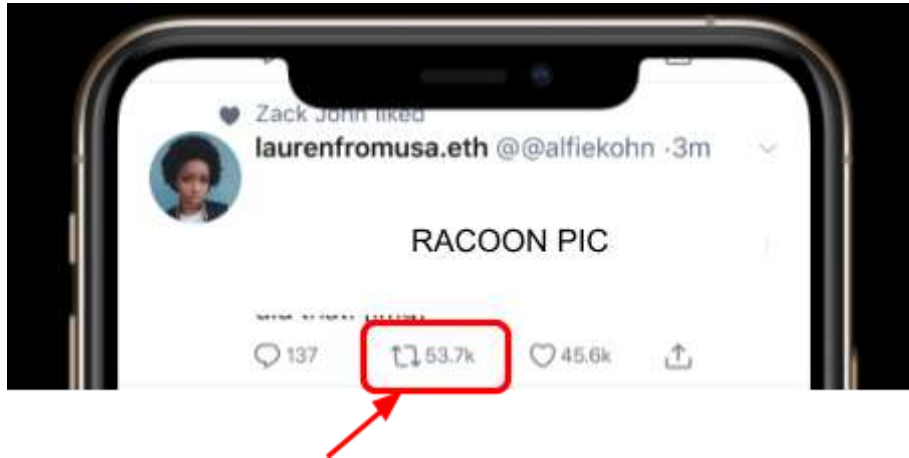 Zack John liked
laurenfromusa.eth @@alfiekohn ·3m
RACOON PIC
137 53.7k 45.6k